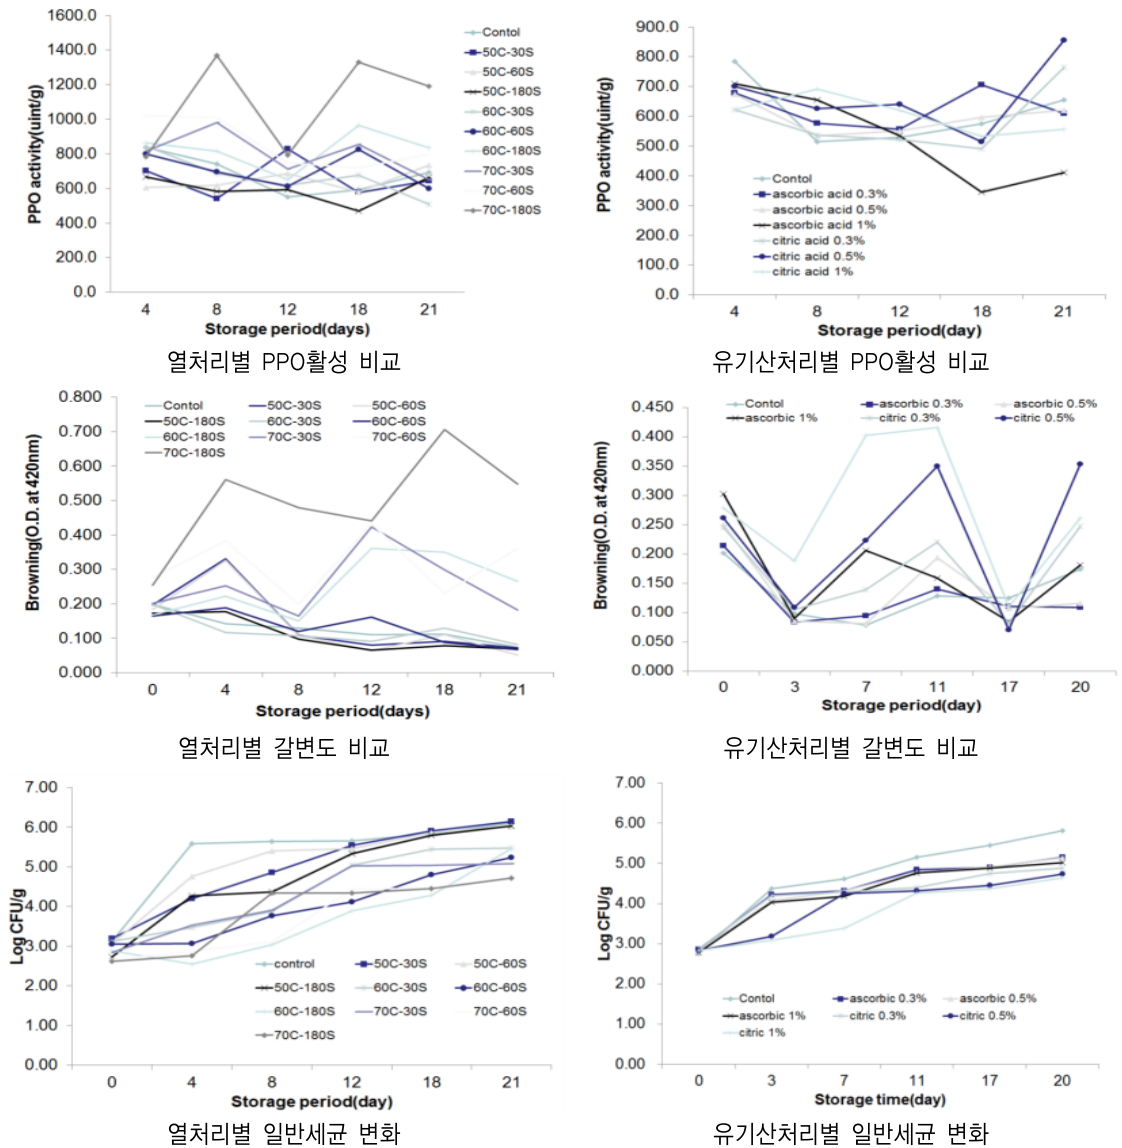 1600.0
1400.0
1200.0
1000.0
800.0
600.0
400.0
200.0
0.0
PPO activity(uint/g)
4 8 12 18 21
Storage period(days)
Contol
50C-30S
50C-60S
50C-180S
60C-30S
60C-60S
60C-180S
70C-30S
70C-60S
70C-180S
열처리별 PPO활성 비교
900.0
800.0
700.0
600.0
500.0
400.0
300.0
200.0
100.0
0.0
PPO activity(uint/g)
Contol
ascorbic acid 0.3%
ascorbic acid 0.5%
ascorbic acid 1%
citric acid 0.3%
citric acid 0.5%
citric acid 1%
4 8 12 18 21
Storage period(day)
유기산처리별 PPO활성 비교
0.800
0.700
0.600
0.500
0.400
0.300
0.200
0.100
0.000
Browning(O.D. at 420nm)
Contol 50C-30S 50C-60S
50C-180S 60C-30S 60C-60S
60C-180S 70C-30S 70C-60S
70C-180S
0 4 8 12 18 21
Storage period(days)
열처리별 갈변도 비교
0.450
0.400
0.350
0.300
0.250
0.200
0.150
0.100
0.050
0.000
Browning(O.D. at 420nm)
Contol ascorbic 0.3% ascorbic 0.5%
ascorbic 1% citric 0.3% citric 0.5%
0 3 7 11 17 20
Storage period(day)
유기산처리별 갈변도 비교
7.00
6.00
5.00
4.00
3.00
2.00
1.00
0.00
Log CFU/g
control 50C-30S 50C-60S
50C-180S 60C-30S 60C-60S
60C-180S 70C-30S 70C-60S
70C-180S
0 4 8 12 18 21
Storage period(day)
열처리별 일반세균 변화
7.00
6.00
5.00
4.00
3.00
2.00
1.00
0.00
Log CFU/g
Contol ascorbic 0.3% ascorbic 0.5%
ascorbic 1% citric 0.3% citric 0.5%
citric 1%
0 3 7 11 17 20
Storage time(day)
유기산처리별 일반세균 변화